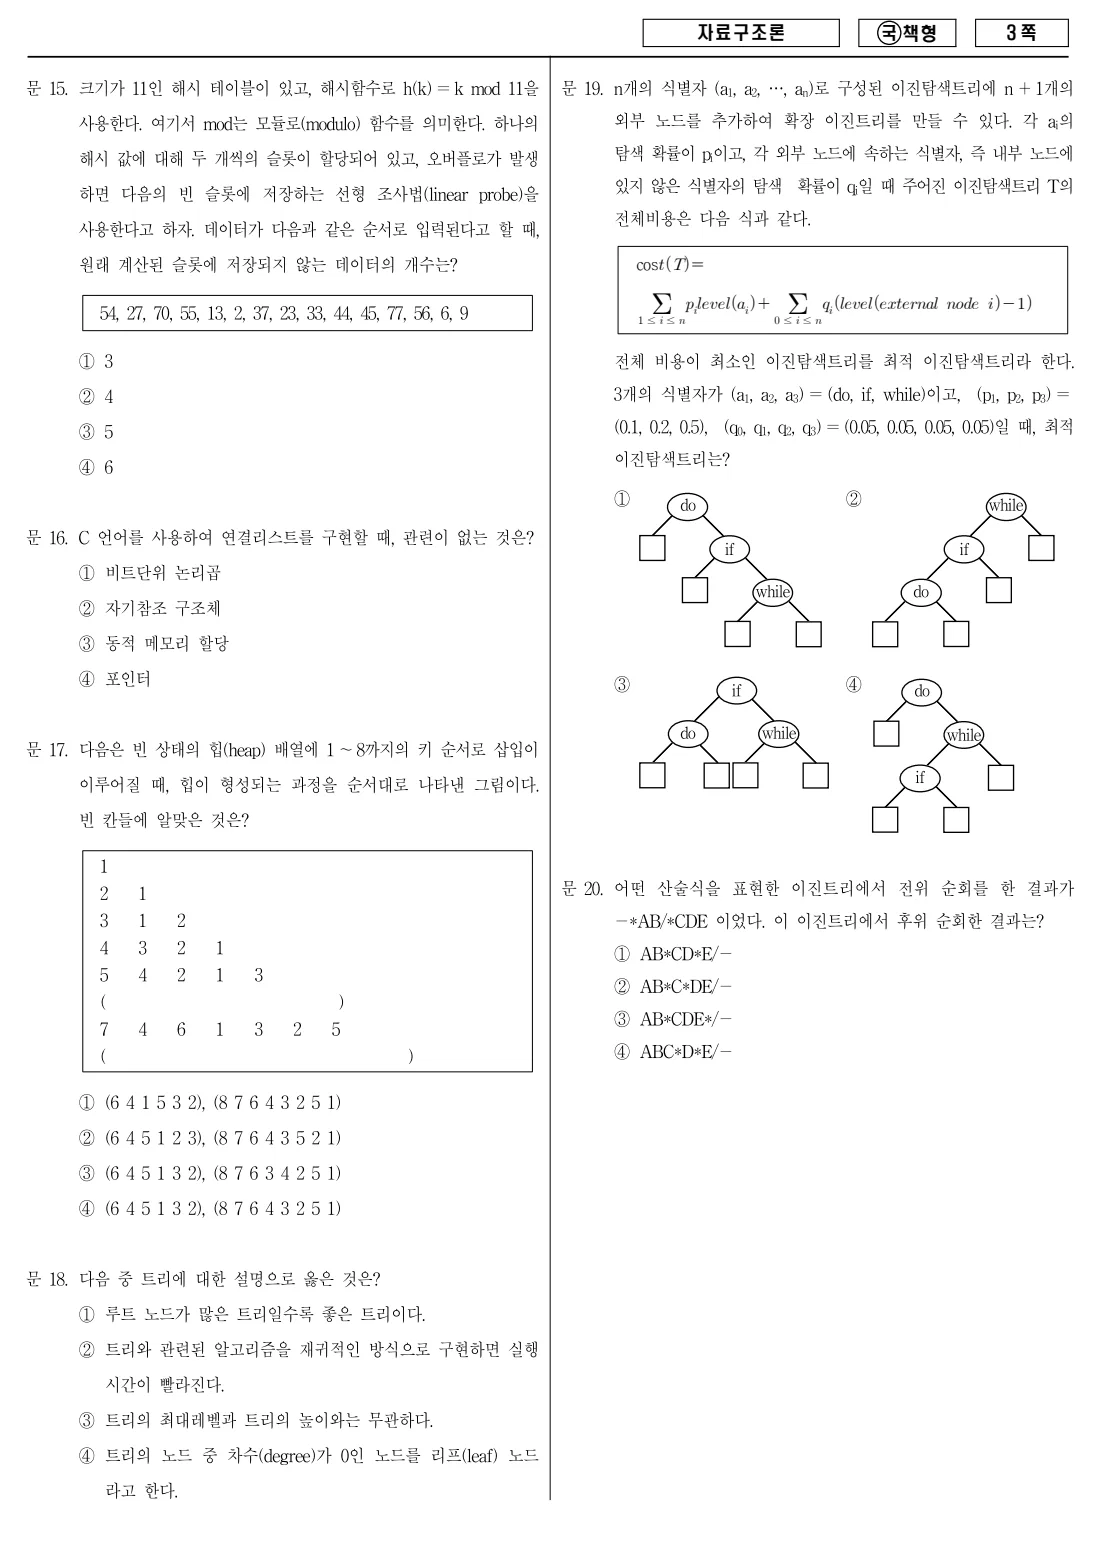 자료구조론
국책형
3쪽
문 15. 크기가 11인 해시 테이블이 있고, 해시함수로 h(k) = k mod 11을
사용한다. 여기서 mod는 모듈로(modulo) 함수를 의미한다. 하나의
해시 값에 대해 두 개씩의 슬롯이 할당되어 있고, 오버플로가 발생
하면 다음의 빈 슬롯에 저장하는 선형 조사법(linear probe)을
사용한다고 하자. 데이터가 다음과 같은 순서로 입력된다고 할 때,
원래 계산된 슬롯에 저장되지 않는 데이터의 개수는?
54, 27, 70, 55, 13, 2, 37, 23, 33, 44, 45, 77, 56, 6, 9
① 3
② 4
③ 5
④ 6
문 16. C 언어를 사용하여 연결리스트를 구현할 때, 관련이 없는 것은?
① 비트단위 논리곱
② 자기참조 구조체
③ 동적 메모리 할당
④ 포인터
문 17. 다음은 빈 상태의 힙(heap) 배열에 1 ~ 8까지의 키 순서로 삽입이
이루어질 때, 힙이 형성되는 과정을 순서대로 나타낸 그림이다.
빈 칸들에 알맞은 것은?
1
2 1
3 1 2
4 3 2 1
5 4 2 1 3
( )
7 4 6 1 3 2 5
( )
① (6 4 1 5 3 2), (8 7 6 4 3 2 5 1)
② (6 4 5 1 2 3), (8 7 6 4 3 5 2 1)
③ (6 4 5 1 3 2), (8 7 6 3 4 2 5 1)
④ (6 4 5 1 3 2), (8 7 6 4 3 2 5 1)
문 18. 다음 중 트리에 대한 설명으로 옳은 것은?
① 루트 노드가 많은 트리일수록 좋은 트리이다.
② 트리와 관련된 알고리즘을 재귀적인 방식으로 구현하면 실행
시간이 빨라진다.
③ 트리의 최대레벨과 트리의 높이와는 무관하다.
④ 트리의 노드 중 차수(degree)가 0인 노드를 리프(leaf) 노드
라고 한다.
문 19. n개의 식별자 (a₁, a₂, ⋯, aₙ)로 구성된 이진탐색트리에 n + 1개의
외부 노드를 추가하여 확장 이진트리를 만들 수 있다. 각 aᵢ의
탐색 확률이 pᵢ이고, 각 외부 노드에 속하는 식별자, 즉 내부 노드에
있지 않은 식별자의 탐색 확률이 qᵢ일 때 주어진 이진탐색트리 T의
전체비용은 다음 식과 같다.
cost(T)=
∑ pᵢlevel(aᵢ)+ ∑ qᵢ(level(external node i)−1)
1 ≤ i ≤ n 0 ≤ i ≤ n
전체 비용이 최소인 이진탐색트리를 최적 이진탐색트리라 한다.
3개의 식별자가 (a₁, a₂, a₃) = (do, if, while)이고, (p₁, p₂, p₃) =
(0.1, 0.2, 0.5), (q₀, q₁, q₂, q₃) = (0.05, 0.05, 0.05, 0.05)일 때, 최적
이진탐색트리는?
① do if while
② while if do
③ if do while
④ do while if
문 20. 어떤 산술식을 표현한 이진트리에서 전위 순회를 한 결과가
−*AB/*CDE 이었다. 이 이진트리에서 후위 순회한 결과는?
① AB*CD*E/−
② AB*C*DE/−
③ AB*CDE*/−
④ ABC*D*E/−